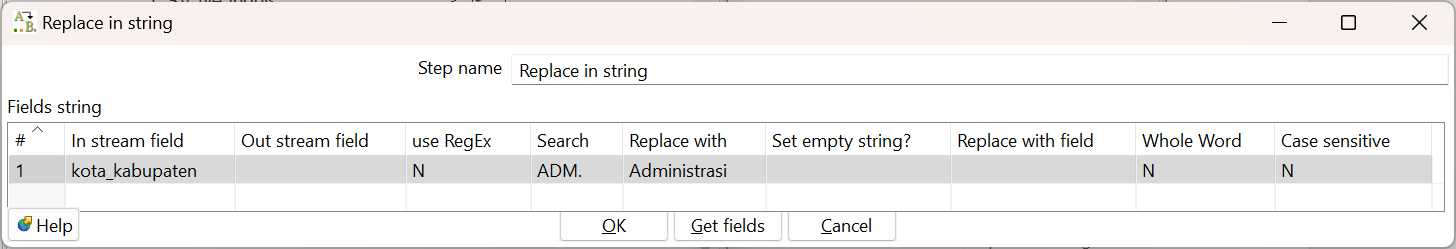 Replace in string
Step name Replace in string
Fields string
# In stream field Out stream field use RegEx Search Replace with Set empty string? Replace with field Whole Word Case sensitive
1 kota_kabupaten N ADM. Administrasi N N
Help OK Get fields Cancel